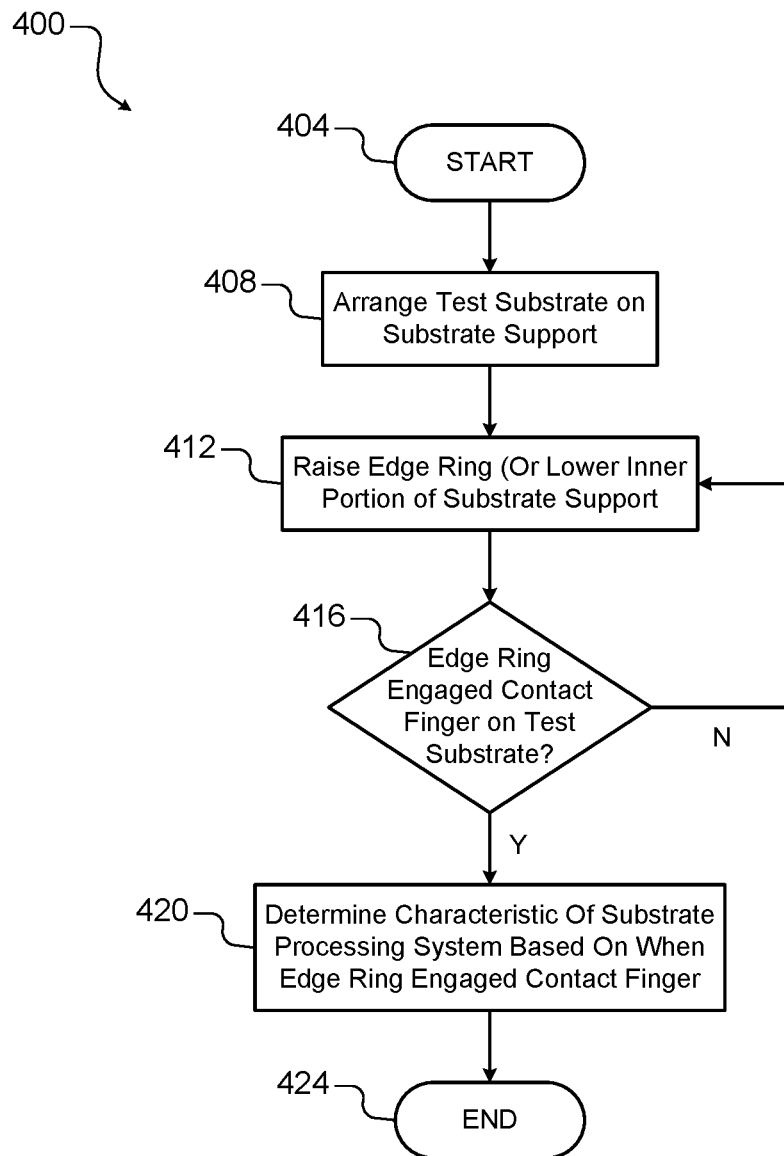 400
404
START
408
Arrange Test Substrate on
Substrate Support
412
Raise Edge Ring (Or Lower Inner
Portion of Substrate Support
416
Edge Ring
Engaged Contact
Finger on Test
Substrate?
N
Y
420
Determine Characteristic Of Substrate
Processing System Based On When
Edge Ring Engaged Contact Finger
424
END